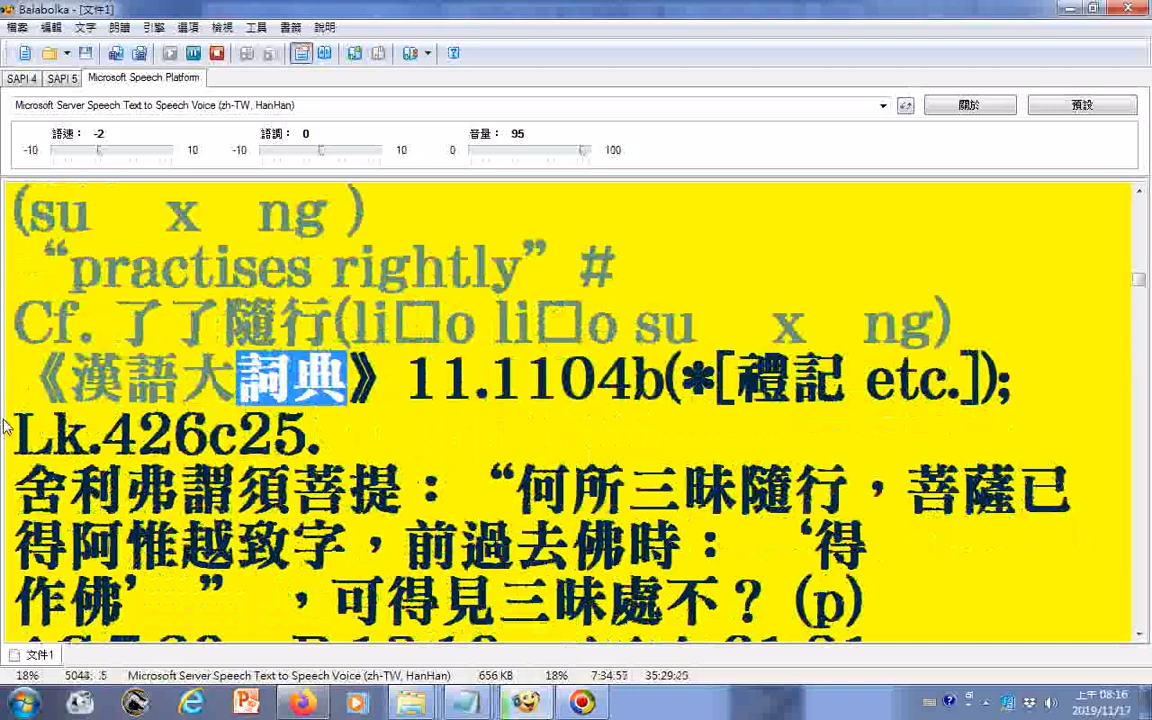 Balabolka - [文件1]
檔案 編輯 文字 朗讀 引擎 選項 檢視 工具 書籤 說明
SAPI 4 SAPI 5 Microsoft Speech Platform
Microsoft Server Speech Text to Speech Voice (zh-TW, HanHan) 關於 預設
語速： -2 語調： 0 音量： 95
-10 10 -10 10 0 100
(su x ng )
“practises rightly” #
Cf. 了了隨行(li□o li□o su x ng)
《漢語大詞典》 11.1104b(*[禮記 etc.]);
Lk.426c25.
舍利弗謂須菩提： “何所三昧隨行，菩薩已
得阿惟越致字，前過去佛時： ‘得
作佛’ ” ，可得見三昧處不？ (p)
文件1
18% Microsoft Server Speech Text to Speech Voice (zh-TW, HanHan) 656 KB 18% 7:34:57 35:29:25
上午 08:16
2019/11/17